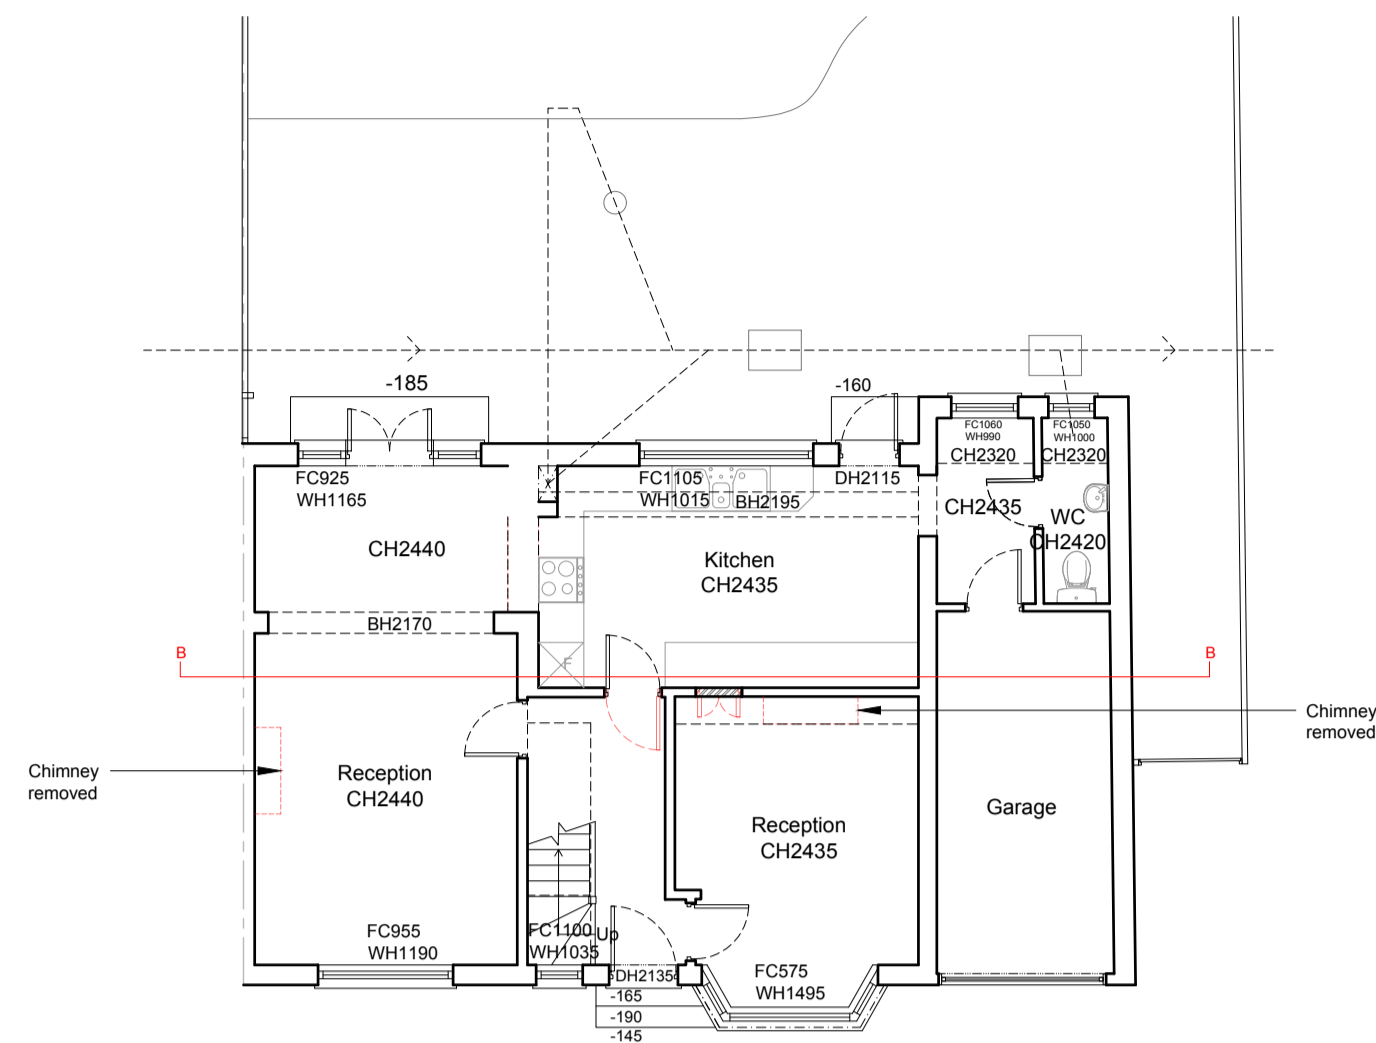 -185
-160
FC1060
WH990
CH2320
FC1050
WH1000
CH2320
FC925
WH1165
FC1105
WH1015
BH2195
DH2115
CH2435
WC
CH2420
CH2440
Kitchen
CH2435
BH2170
F
B
B
Chimney
removed
Chimney
removed
Reception
CH2440
Reception
CH2435
Garage
FC955
WH1190
FC1100
WH1035
Up
DH2135
FC575
WH1495
-165
-190
-145